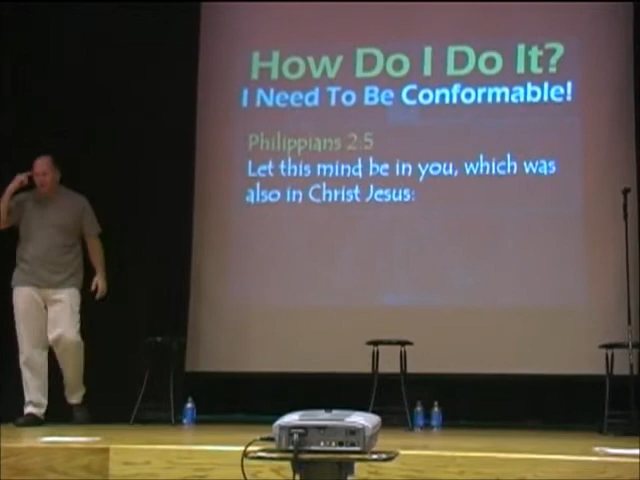 How Do I Do It?
I Need To Be Conformable!
Philippians 2:5
Let this mind be in you, which was
also in Christ Jesus: